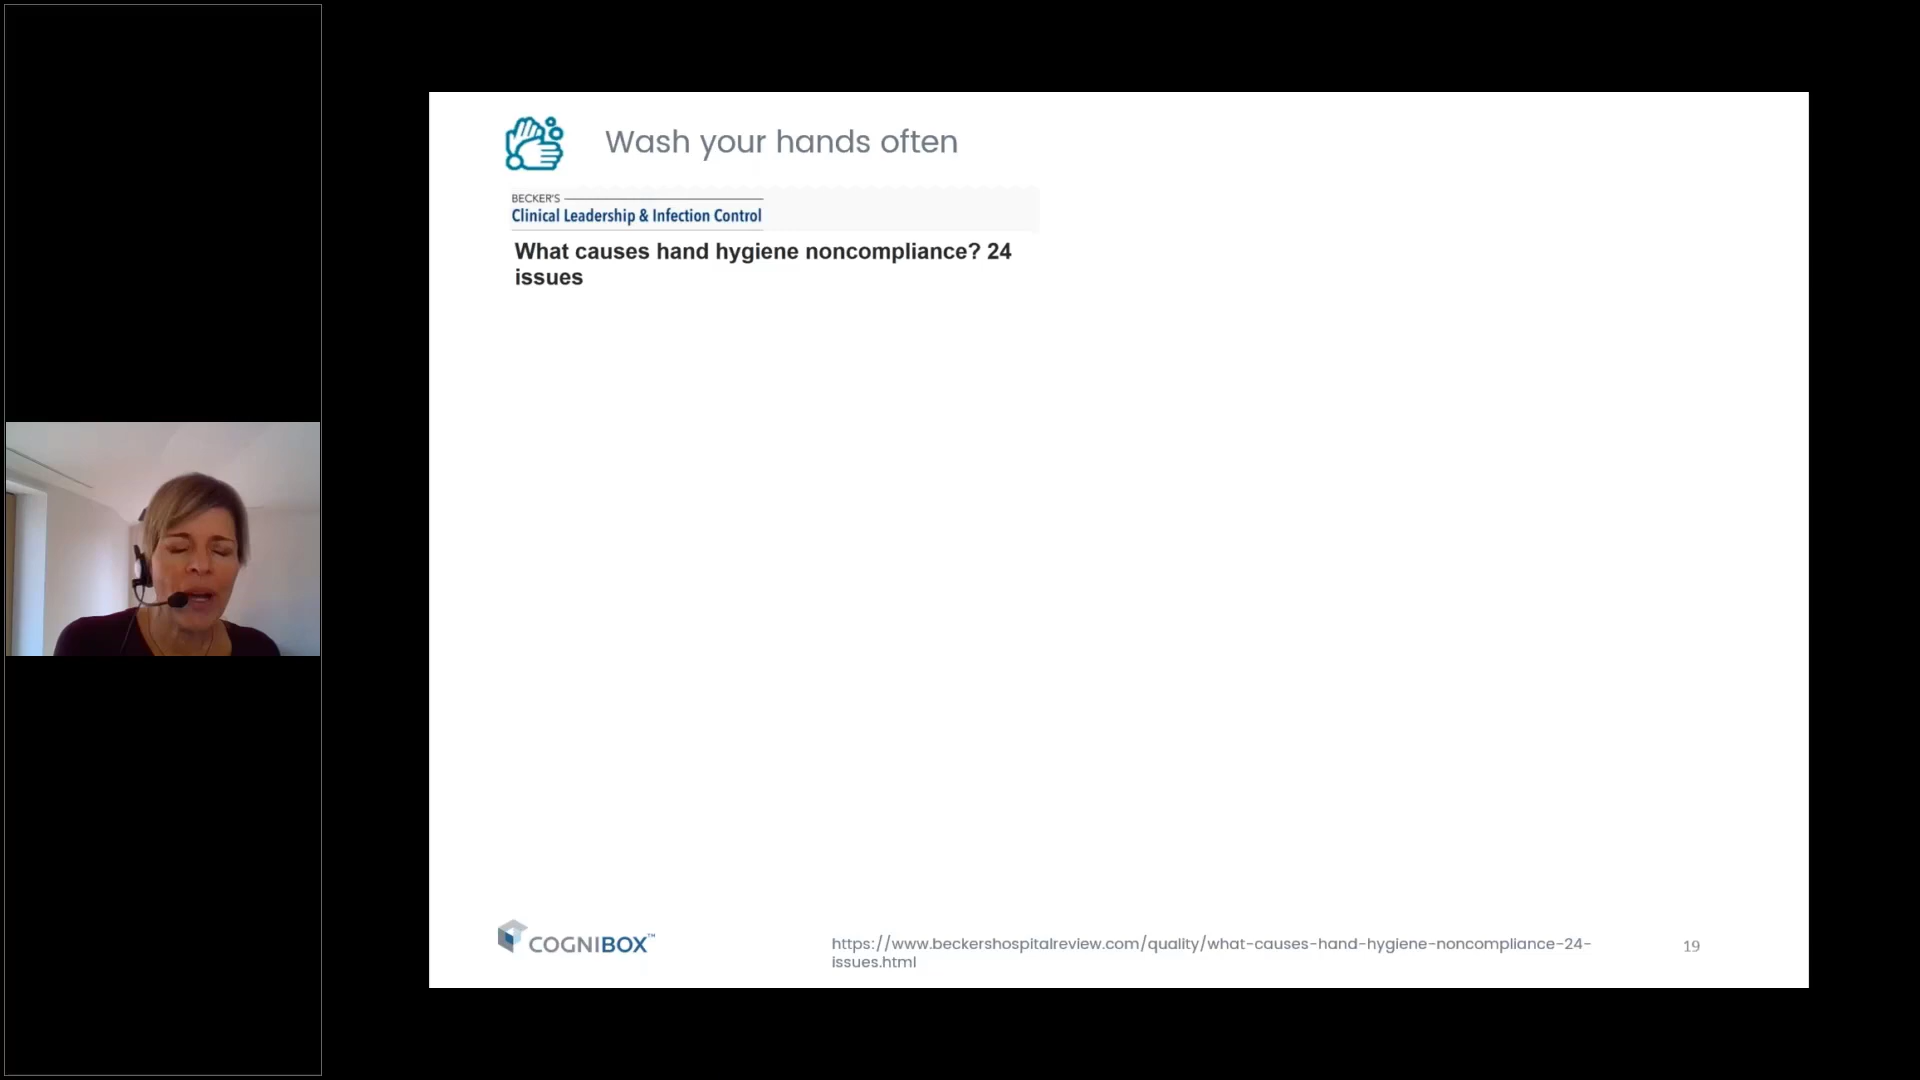 Wash your hands often
BECKER'S
Clinical Leadership & Infection Control
What causes hand hygiene noncompliance? 24
issues
COGNIBOX™
https://www.beckershospitalreview.com/quality/what-causes-hand-hygiene-noncompliance-24-
issues.html
19